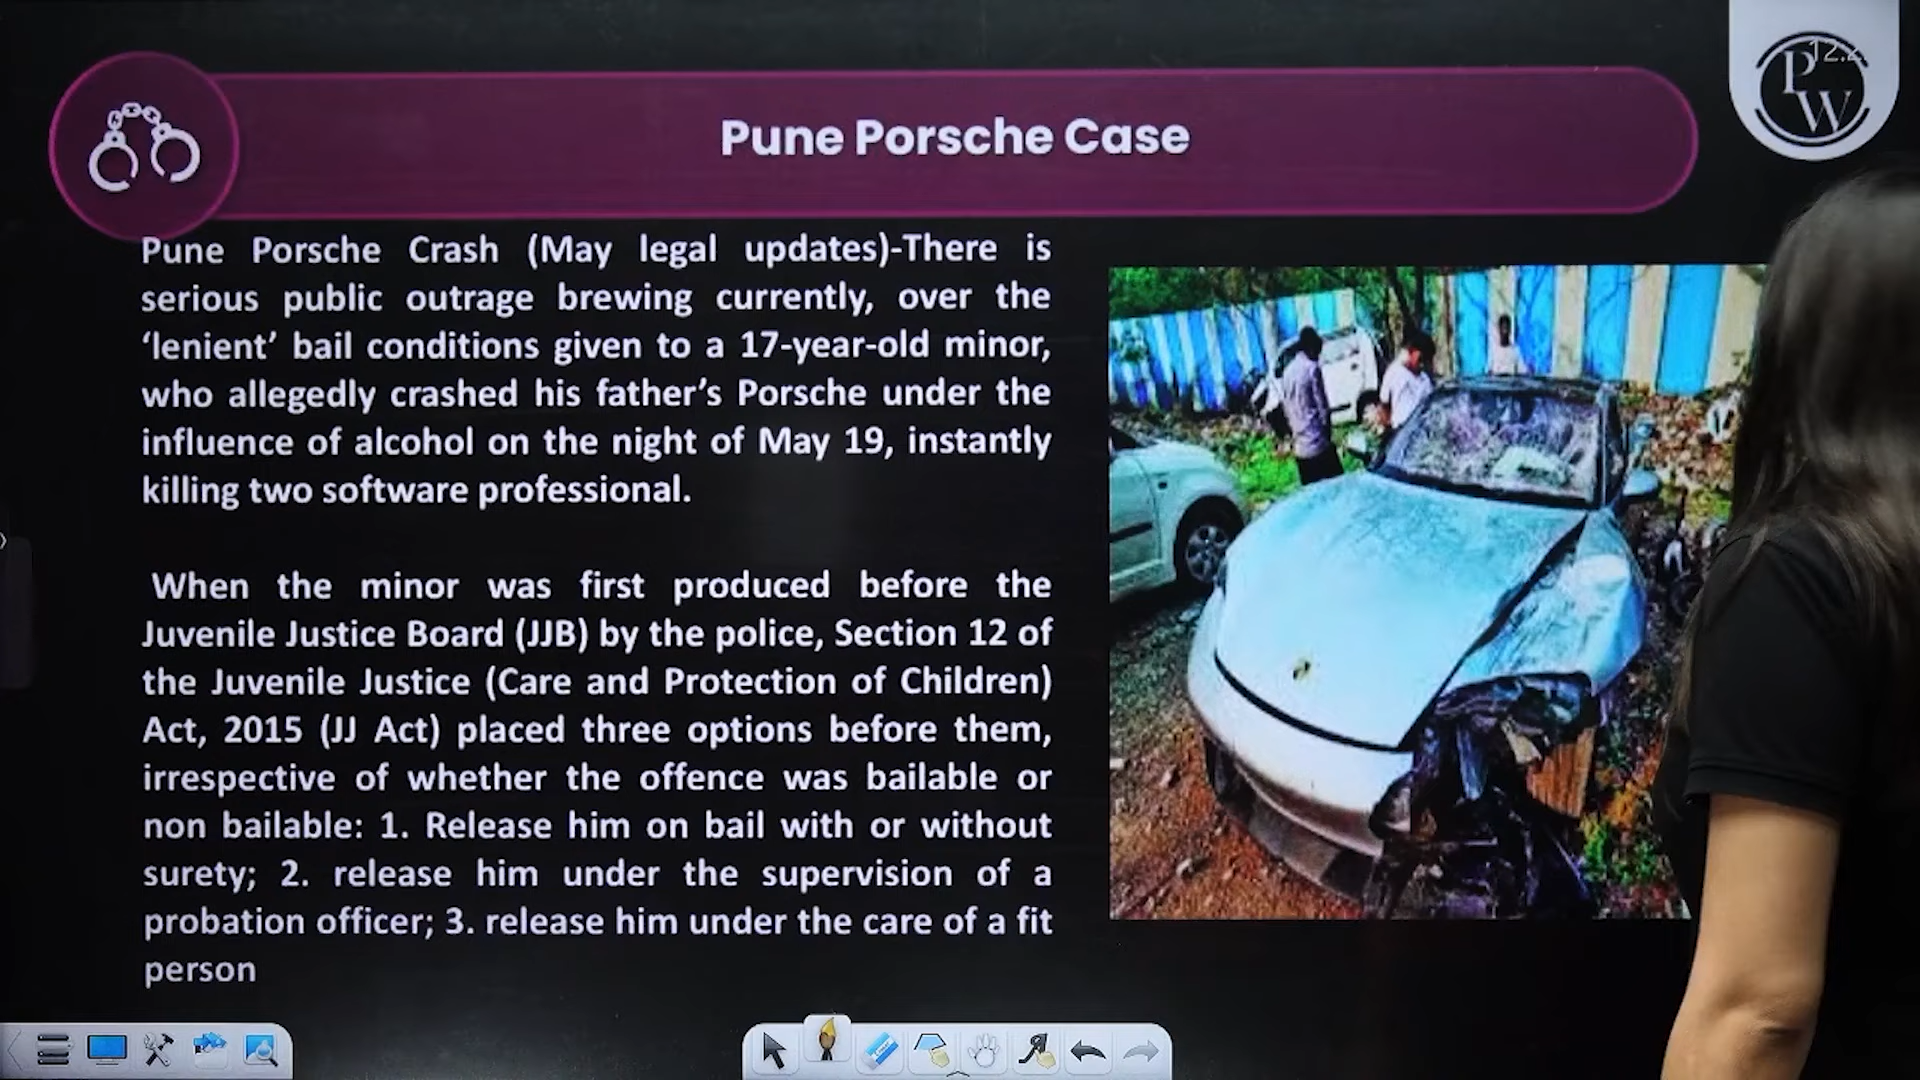 Pune Porsche Case
PW
12.2
Pune Porsche Crash (May legal updates)-There is
serious public outrage brewing currently, over the
‘lenient’ bail conditions given to a 17-year-old minor,
who allegedly crashed his father’s Porsche under the
influence of alcohol on the night of May 19, instantly
killing two software professional.
When the minor was first produced before the
Juvenile Justice Board (JJB) by the police, Section 12 of
the Juvenile Justice (Care and Protection of Children)
Act, 2015 (JJ Act) placed three options before them,
irrespective of whether the offence was bailable or
non bailable: 1. Release him on bail with or without
surety; 2. release him under the supervision of a
probation officer; 3. release him under the care of a fit
person